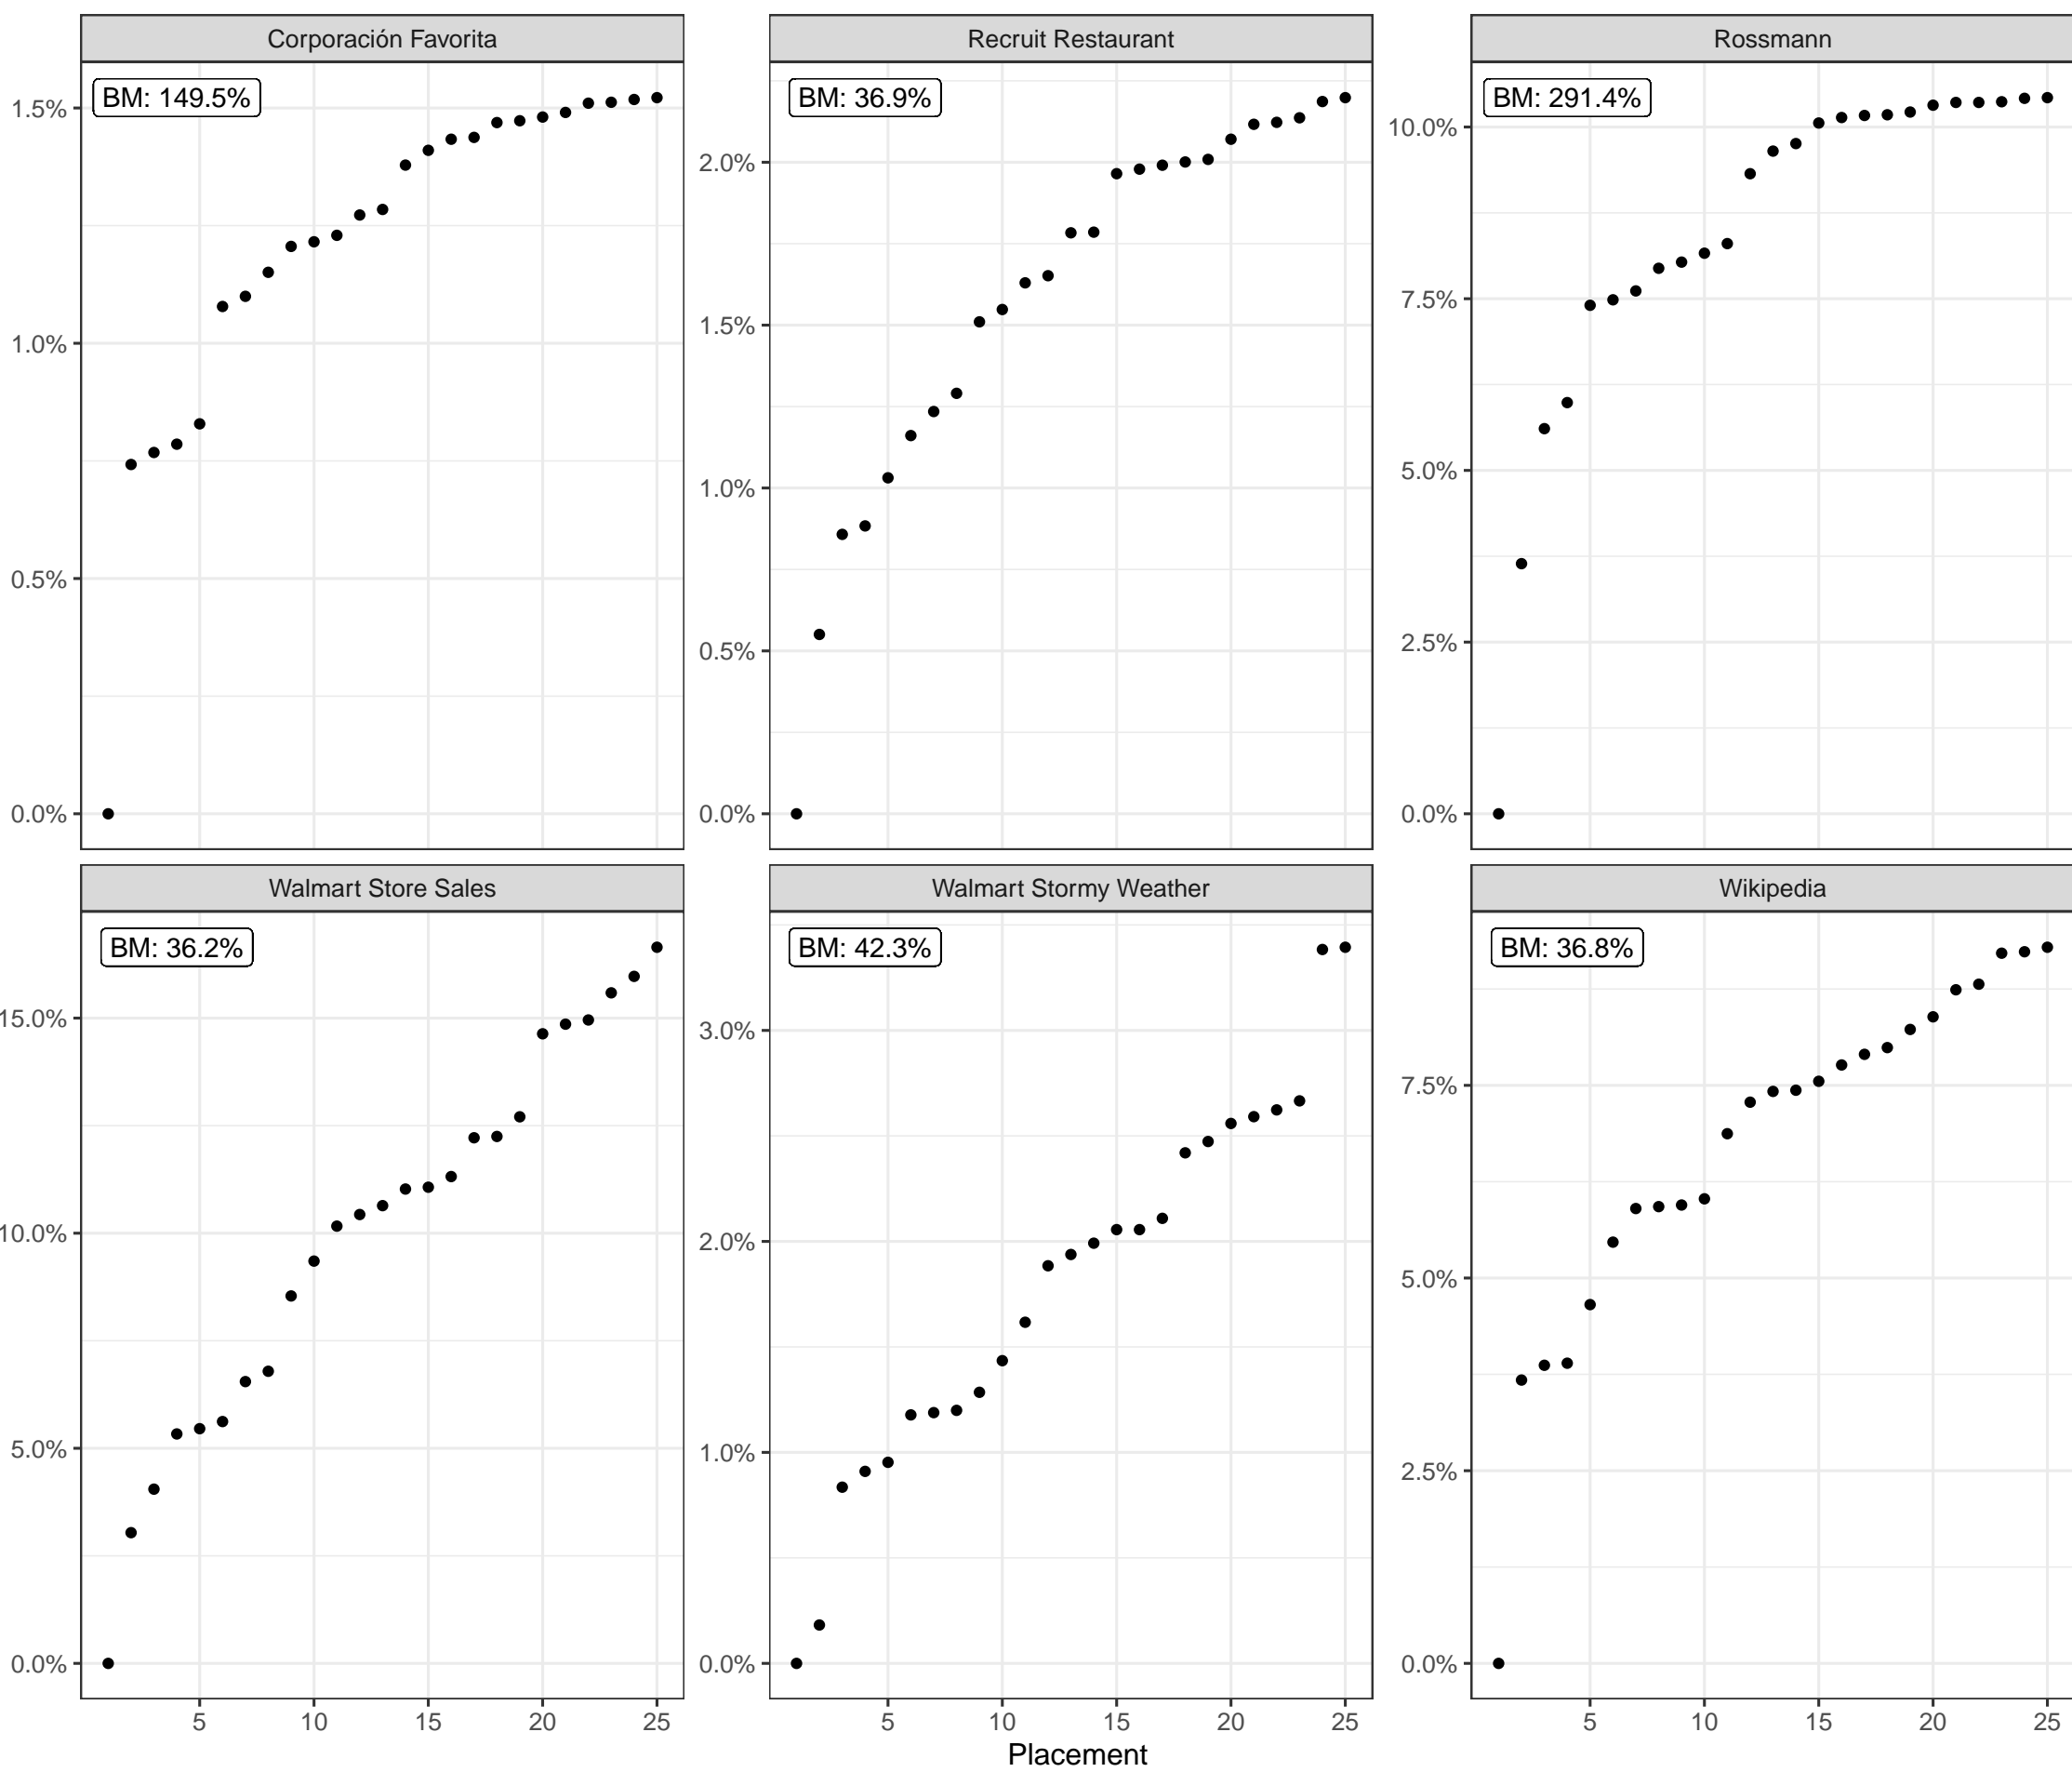 Corporación Favorita
BM: 149.5%
1.5%
1.0%
0.5%
0.0%
Recruit Restaurant
BM: 36.9%
2.0%
1.5%
1.0%
0.5%
0.0%
Rossmann
BM: 291.4%
10.0%
7.5%
5.0%
2.5%
0.0%
Walmart Store Sales
BM: 36.2%
15.0%
10.0%
5.0%
0.0%
5 10 15 20 25
Walmart Stormy Weather
BM: 42.3%
3.0%
2.0%
1.0%
0.0%
5 10 15 20 25
Wikipedia
BM: 36.8%
7.5%
5.0%
2.5%
0.0%
5 10 15 20 25
Placement